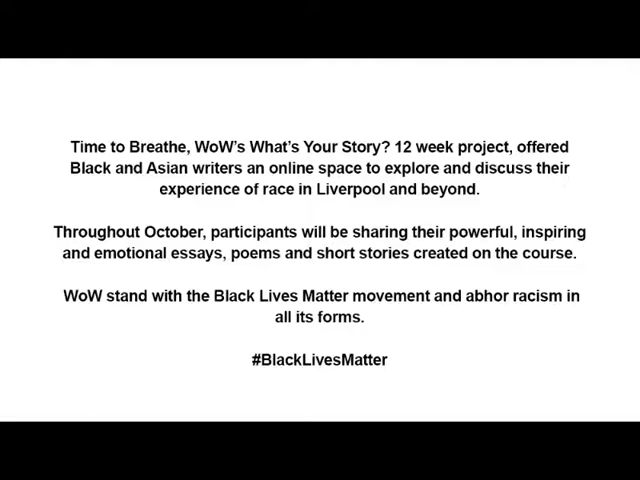 Time to Breathe, WoW's What's Your Story? 12 week project, offered
Black and Asian writers an online space to explore and discuss their
experience of race in Liverpool and beyond.
Throughout October, participants will be sharing their powerful, inspiring
and emotional essays, poems and short stories created on the course.
WoW stand with the Black Lives Matter movement and abhor racism in
all its forms.
#BlackLivesMatter